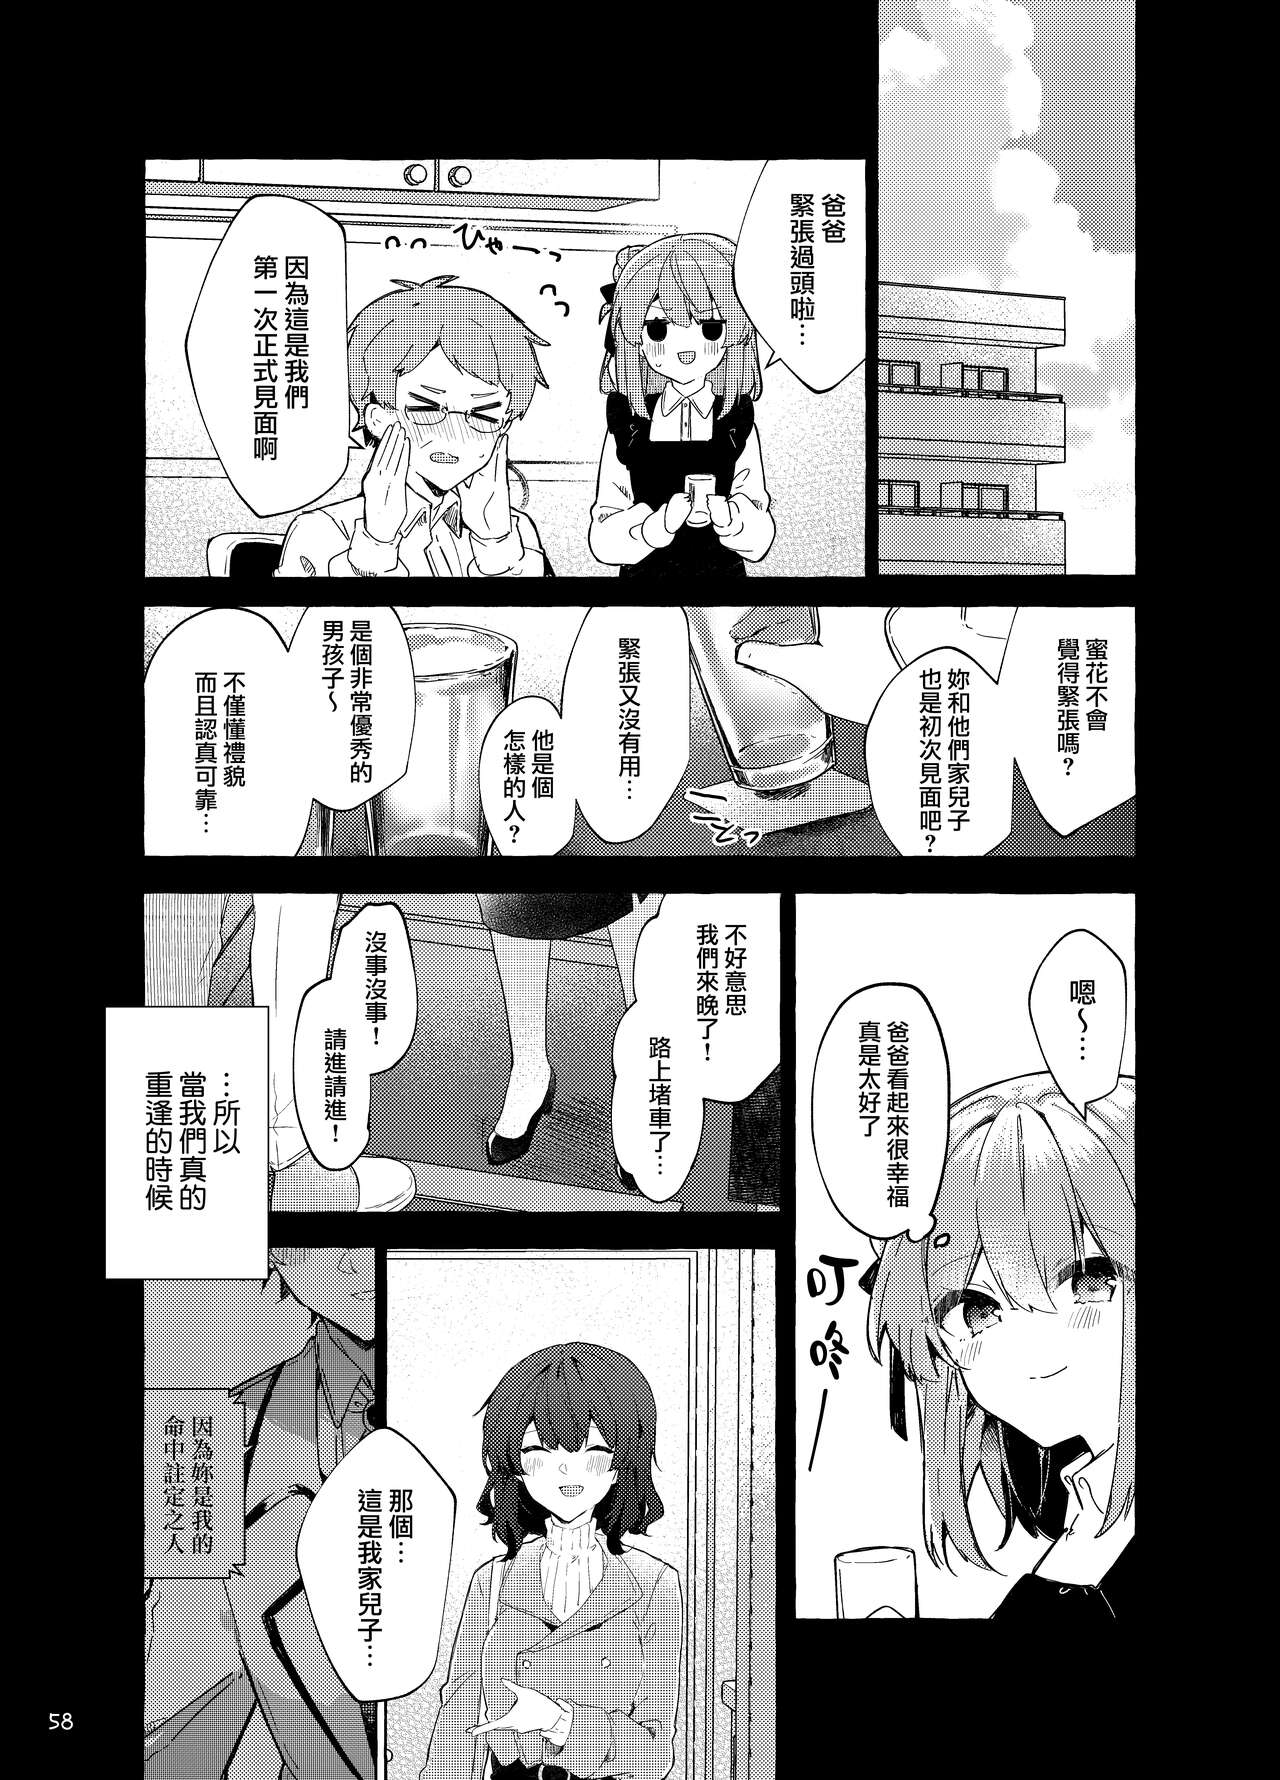 爸爸
緊張過頭啦…
ひゃーっ
因為這是我們
第一次正式見面啊
蜜花不會
覺得緊張嗎？
妳和他們家兒子
也是初次見面吧？
緊張又沒有用…
他是個
怎樣的人？
是個非常優秀的
男孩子～
不僅懂禮貌
而且認真可靠…
嗯～…
爸爸看起來很幸福
真是太好了
叮咚—
不好意思
我們來晚了！
路上堵車了…
沒事沒事！
請進請進！
…所以
當我們真的
重逢的時候
那個…
這是我家兒子…
因為妳是我的
命中註定之人
58